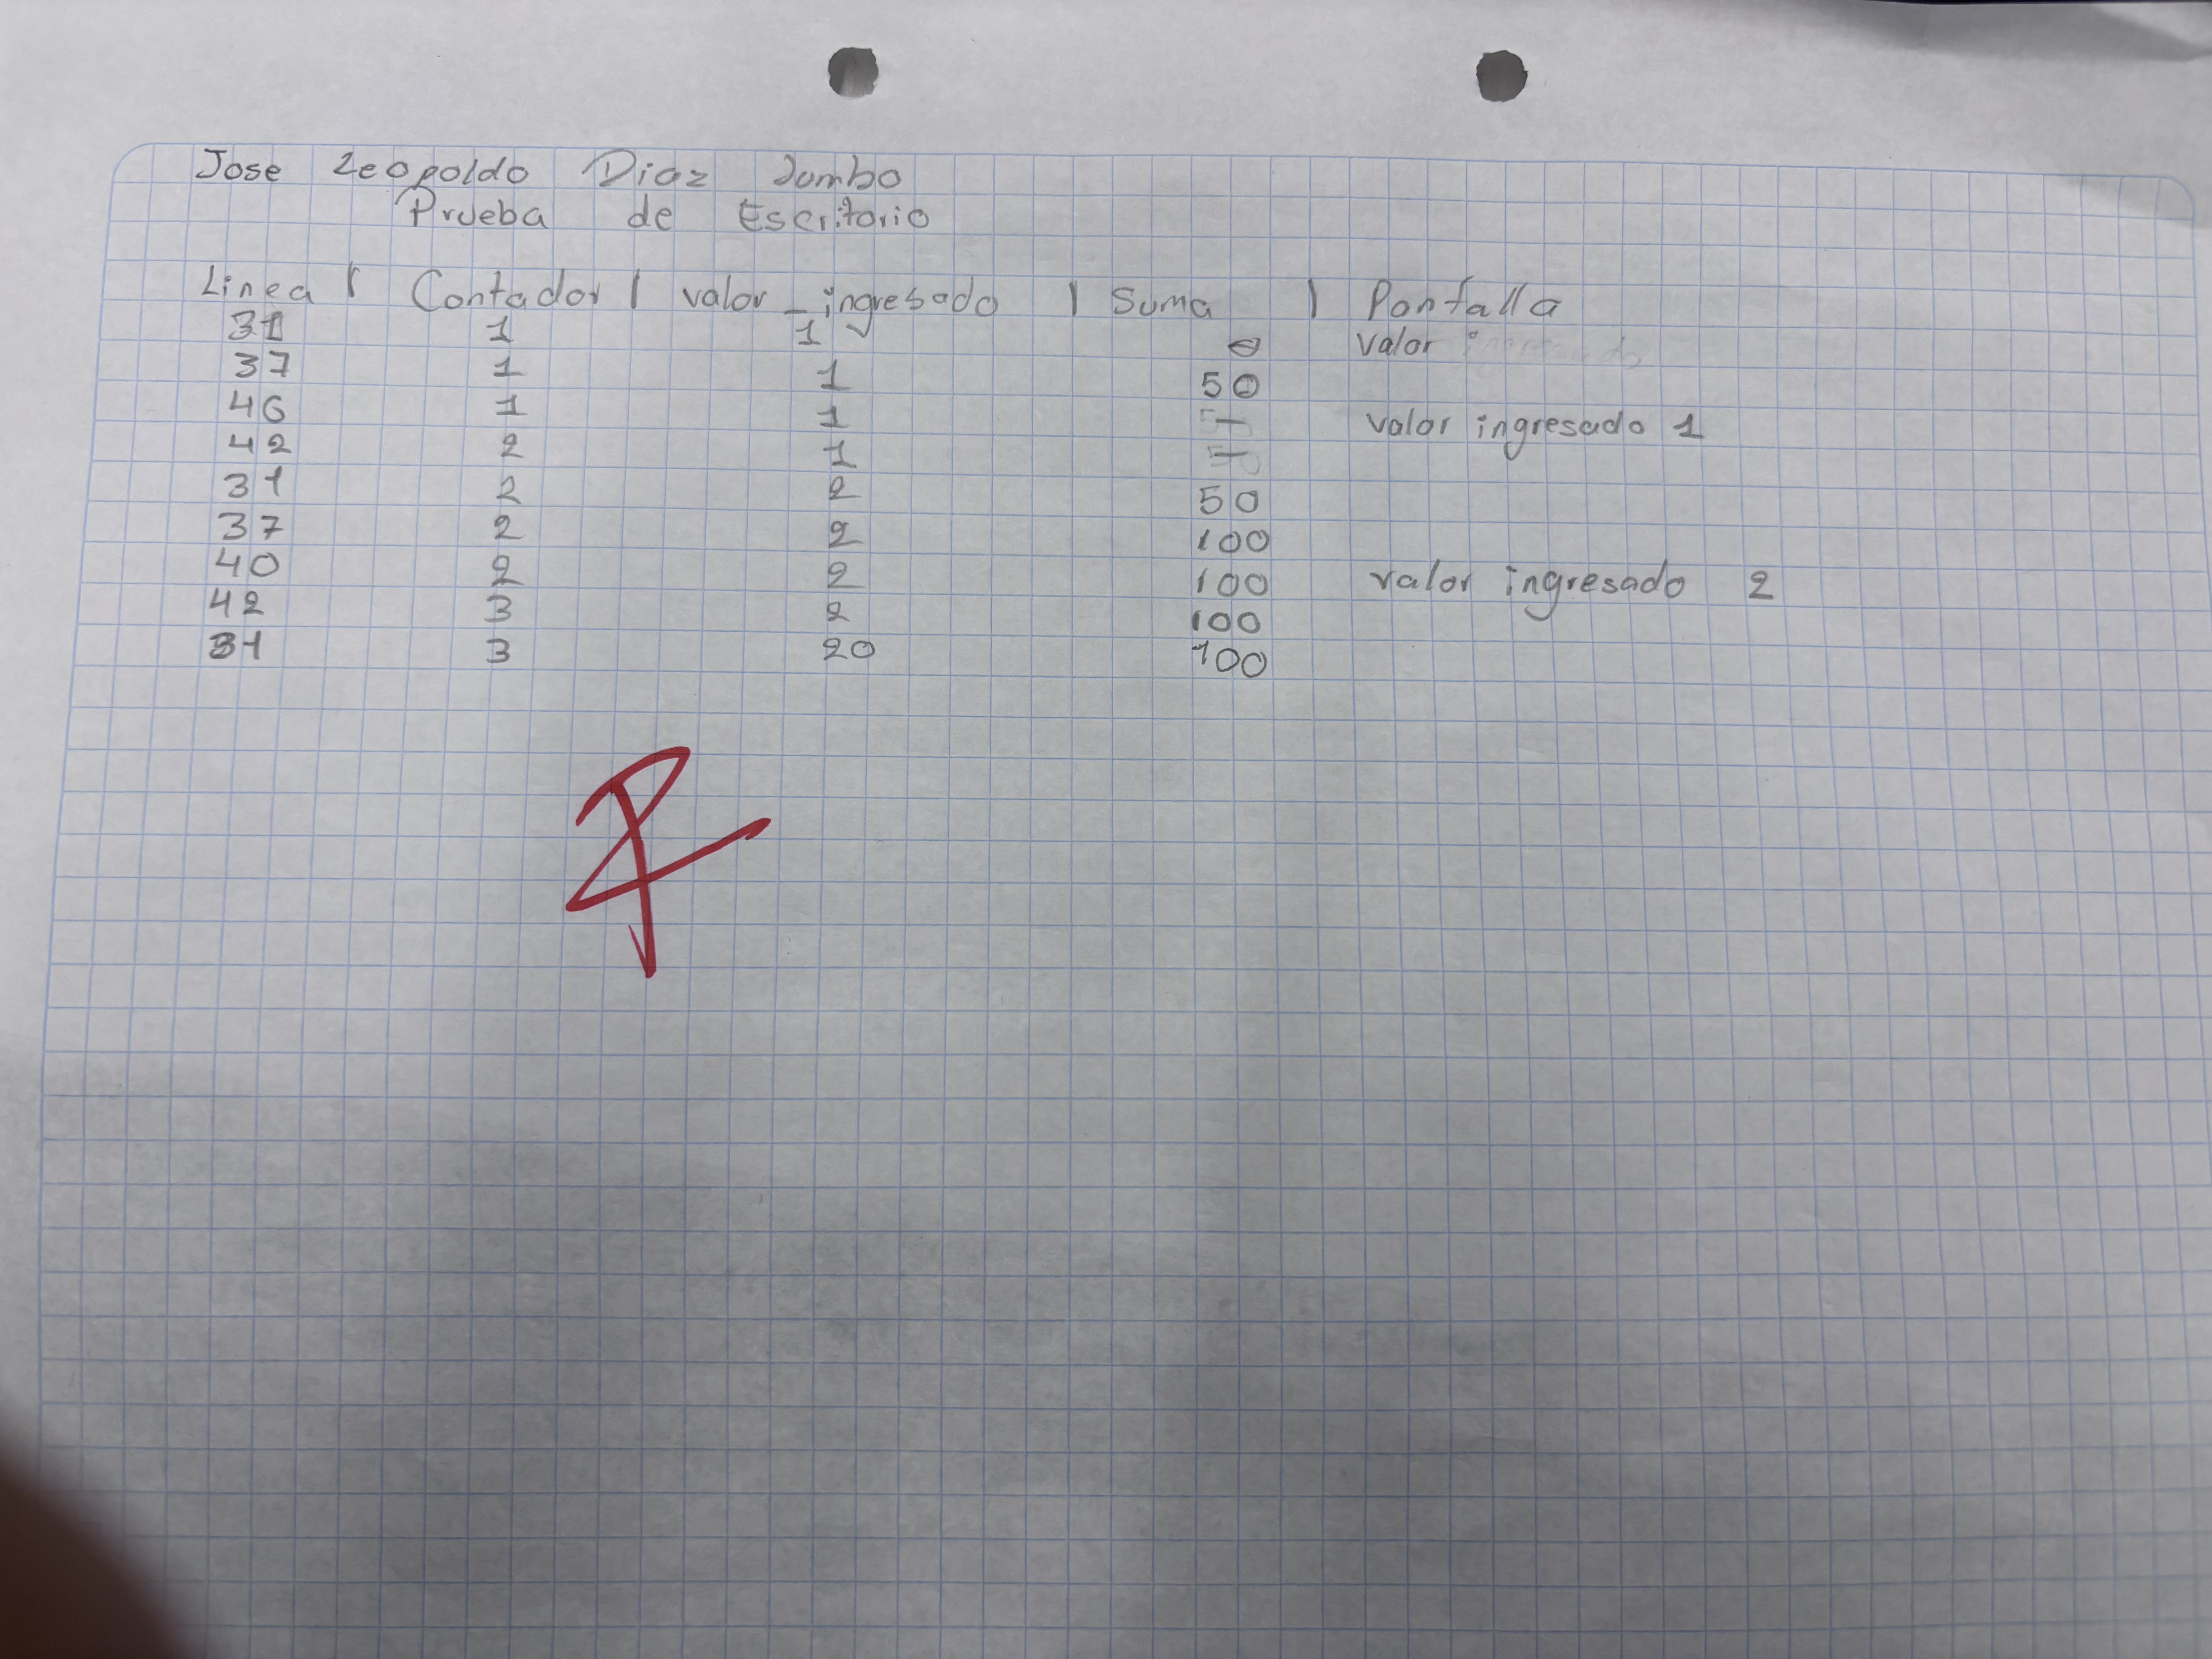 Jose Leopoldo Diaz Jumbo
Prueba de Escritorio
Linea | Contador | valor_ingresado | Suma | Pantalla
31 1 1 0 valor
37 1 1 50
46 1 1 valor ingresado 1
42 2 1
31 2 2 50
37 2 2 100
40 2 2 100 valor ingresado 2
42 3 2 100
31 3 20 100